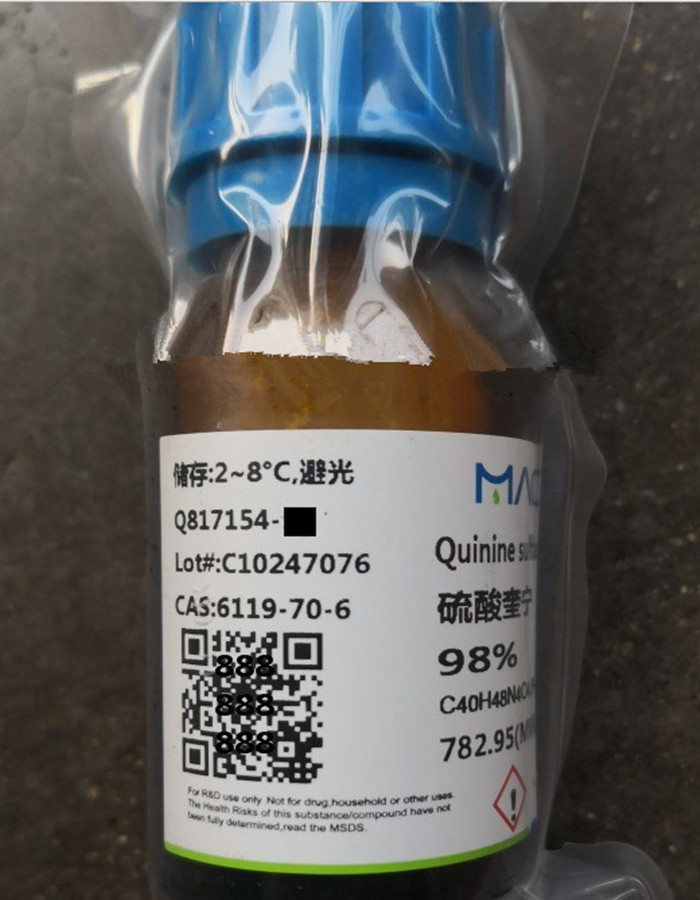 储存:2~8°C,避光
Q817154-
Lot#:C10247076
CAS:6119-70-6
888
888
888
For R&D use only. Not for drug,household or other uses.
The Health Risks of this substance/compound have not
been fully determined,read the MSDS.
MAC
Quinine
硫酸奎宁
98%
C40H48N4O
782.95(MW